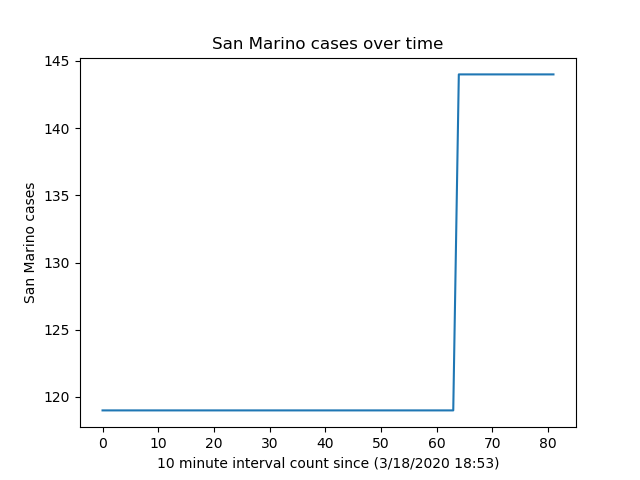 San Marino cases over time
145
140
135
130
125
120
San Marino cases
0 10 20 30 40 50 60 70 80
10 minute interval count since (3/18/2020 18:53)